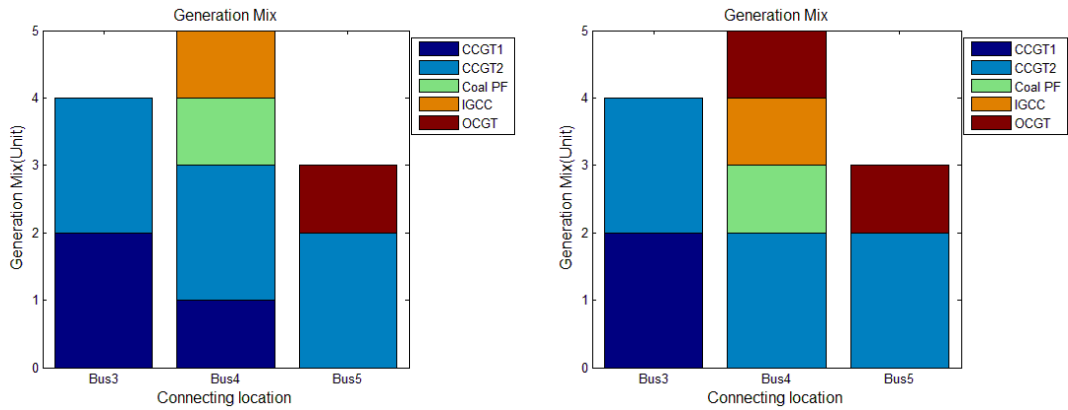 Generation Mix
5
4
3
2
1
0
Generation Mix(Unit)
Bus3 Bus4 Bus5
Connecting location
CCGT1
CCGT2
Coal PF
IGCC
OCGT
Generation Mix
5
4
3
2
1
0
Generation Mix(Unit)
Bus3 Bus4 Bus5
Connecting location
CCGT1
CCGT2
Coal PF
IGCC
OCGT